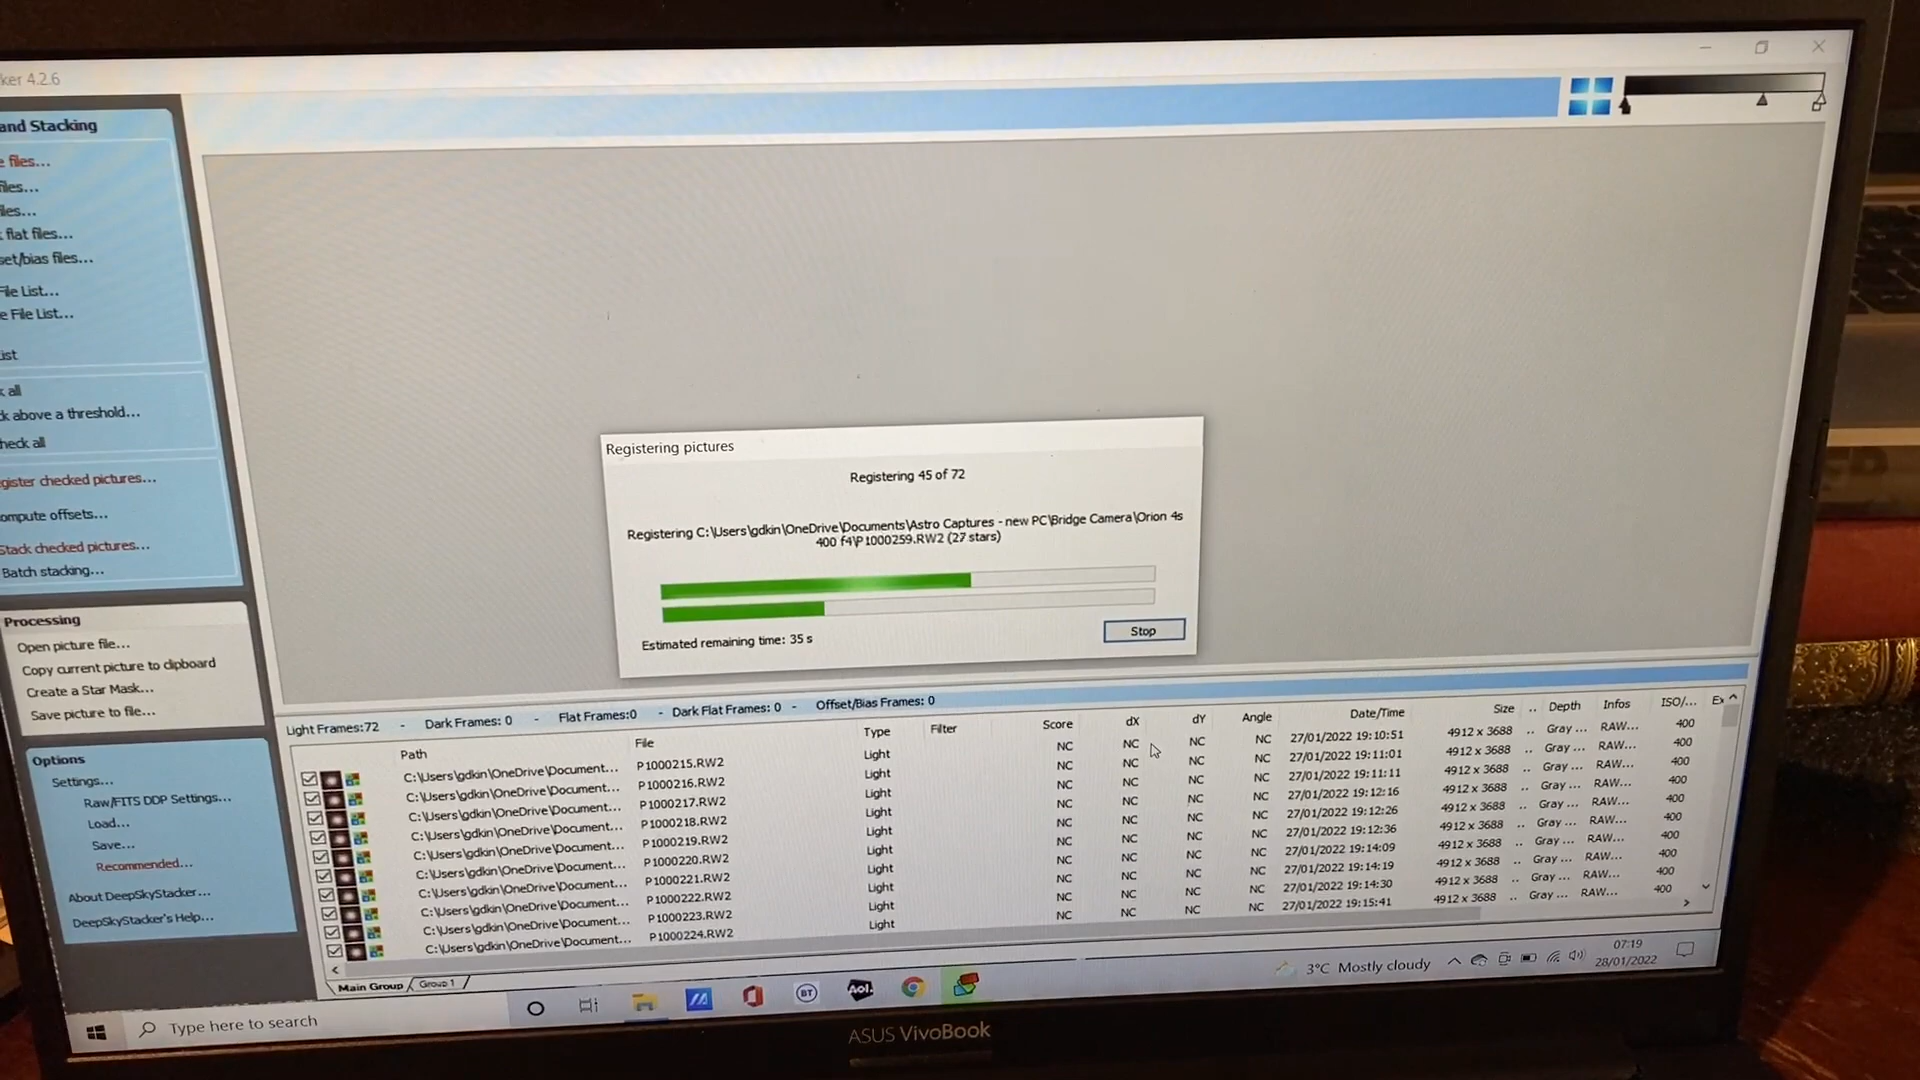 ker 4.2.6
and Stacking
e files...
files...
files...
flat files...
set/bias files...
File List...
e File List...
ist
k all
ck above a threshold...
heck all
gister checked pictures...
ompute offsets...
Stack checked pictures...
Batch stacking...
Processing
Open picture file...
Copy current picture to clipboard
Create a Star Mask...
Save picture to file...
Options
Settings...
Raw/FITS DDP Settings...
Load...
Save...
Recommended...
About DeepSkyStacker...
DeepSkyStacker's Help...
Registering pictures
Registering 45 of 72
Registering C:\Users\gdkin\OneDrive\Documents\Astro Captures - new PC\Bridge Camera\Orion 4s
400 f4\P1000259.RW2 (27 stars)
Estimated remaining time: 35 s
Stop
Light Frames:72 - Dark Frames: 0 - Flat Frames:0 - Dark Flat Frames: 0 - Offset/Bias Frames: 0
Path File Type Filter Score dX dY Angle Date/Time Size .. Depth Infos ISO/... Ex
C:\Users\gdkin\OneDrive\Document... P1000215.RW2 Light NC NC NC NC 27/01/2022 19:10:51 4912 x 3688 .. Gray ... RAW... 400
C:\Users\gdkin\OneDrive\Document... P1000216.RW2 Light NC NC NC NC 27/01/2022 19:11:01 4912 x 3688 .. Gray ... RAW... 400
C:\Users\gdkin\OneDrive\Document... P1000217.RW2 Light NC NC NC NC 27/01/2022 19:11:11 4912 x 3688 .. Gray ... RAW... 400
C:\Users\gdkin\OneDrive\Document... P1000218.RW2 Light NC NC NC NC 27/01/2022 19:12:16 4912 x 3688 .. Gray ... RAW... 400
C:\Users\gdkin\OneDrive\Document... P1000219.RW2 Light NC NC NC NC 27/01/2022 19:12:26 4912 x 3688 .. Gray ... RAW... 400
C:\Users\gdkin\OneDrive\Document... P1000220.RW2 Light NC NC NC NC 27/01/2022 19:12:36 4912 x 3688 .. Gray ... RAW... 400
C:\Users\gdkin\OneDrive\Document... P1000221.RW2 Light NC NC NC NC 27/01/2022 19:14:09 4912 x 3688 .. Gray ... RAW... 400
C:\Users\gdkin\OneDrive\Document... P1000222.RW2 Light NC NC NC NC 27/01/2022 19:14:19 4912 x 3688 .. Gray ... RAW... 400
C:\Users\gdkin\OneDrive\Document... P1000223.RW2 Light NC NC NC NC 27/01/2022 19:14:30 4912 x 3688 .. Gray ... RAW... 400
C:\Users\gdkin\OneDrive\Document... P1000224.RW2 Light NC NC NC NC 27/01/2022 19:15:41 4912 x 3688 .. Gray ... RAW... 400
Main Group Group 1
Type here to search
BT
Aol.
3°C Mostly cloudy
07:19
28/01/2022
ASUS VivoBook